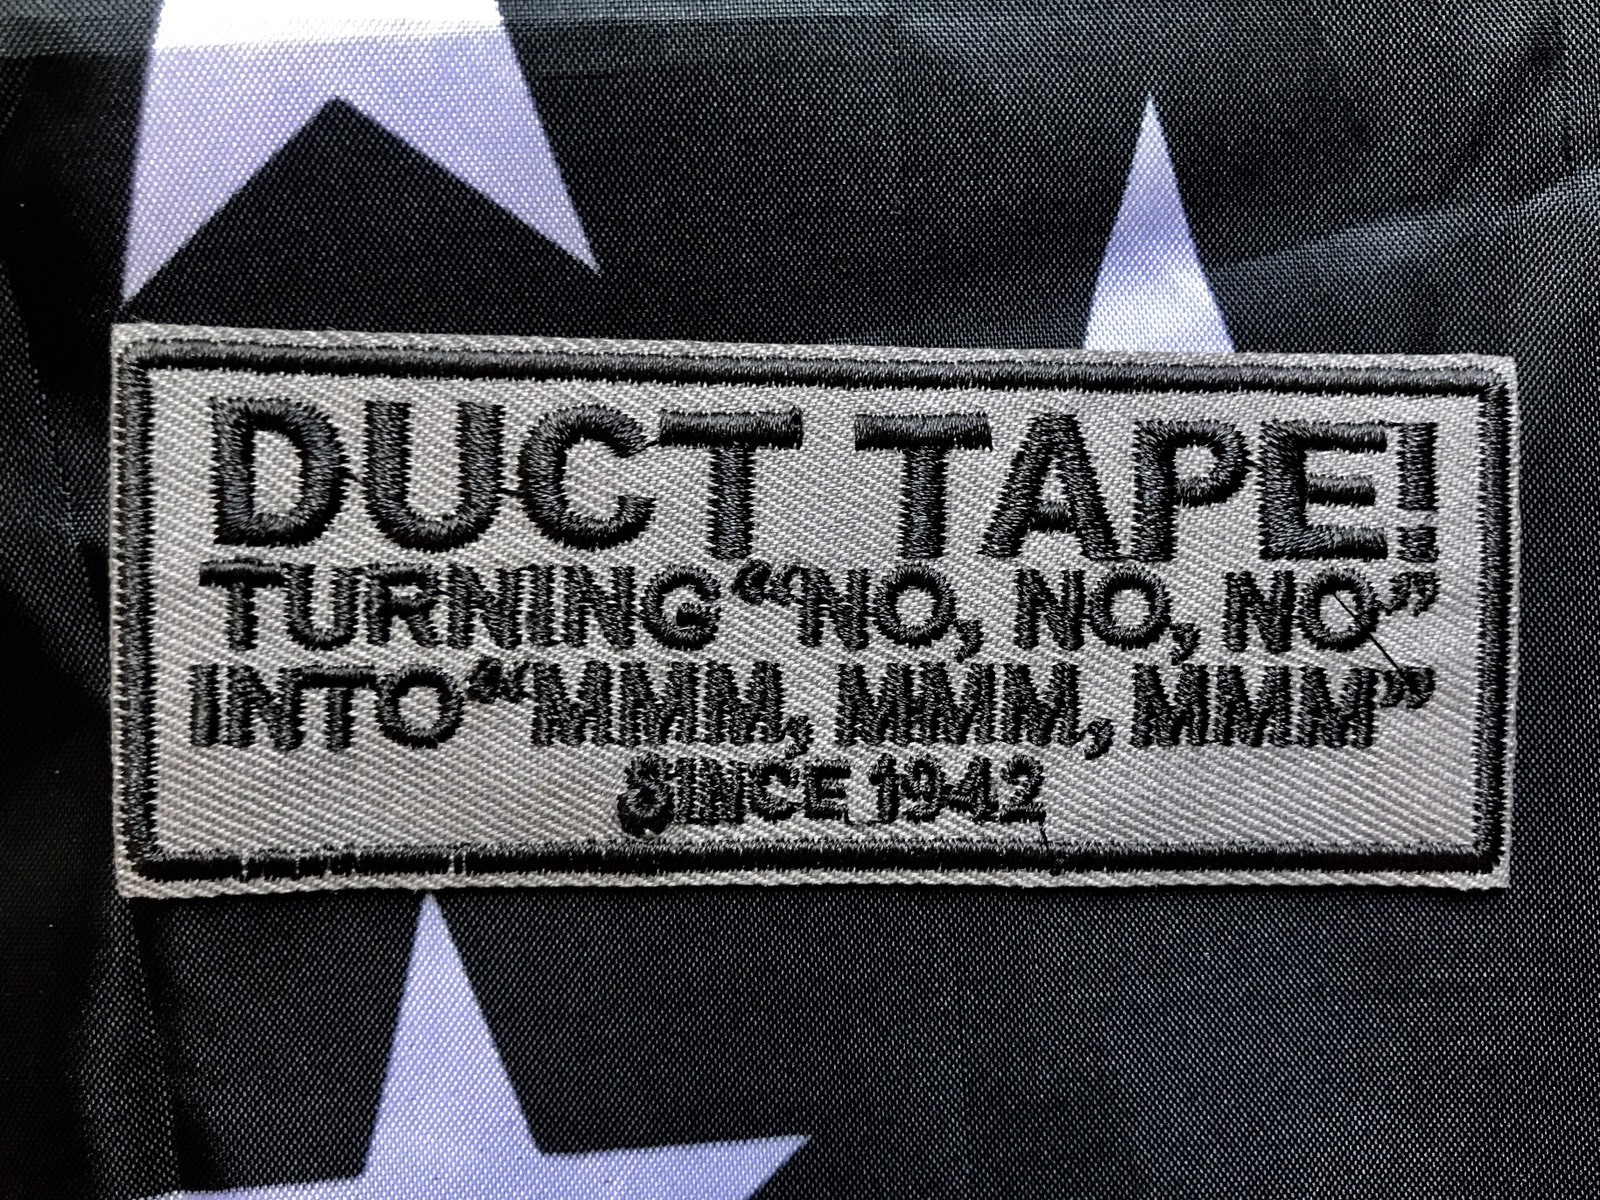 DUCT TAPE!
TURNING “NO, NO, NO”
INTO “MMM, MMM, MMM”
SINCE 1942